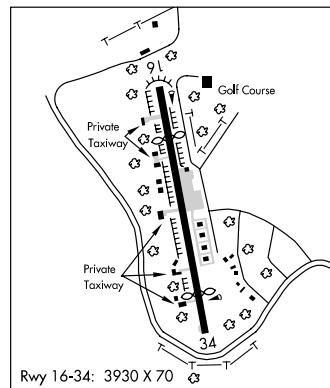 16
Golf Course
Private
Taxiway
Private
Taxiway
34
Rwy 16-34: 3930 X 70